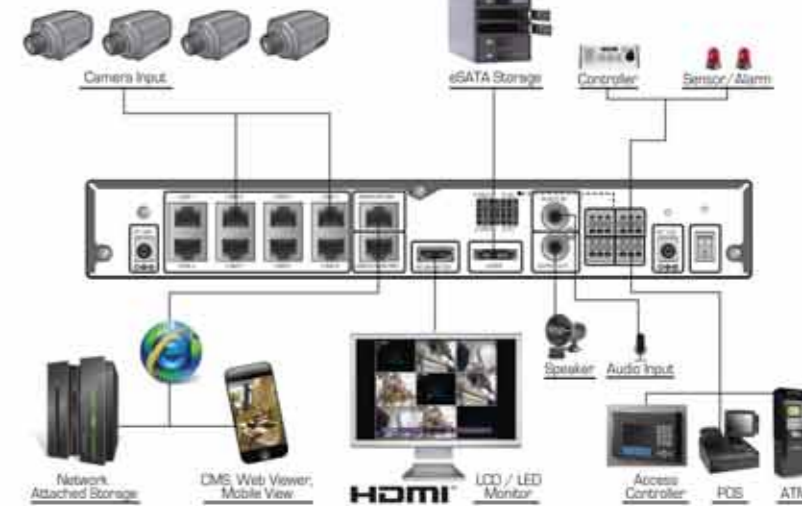 Camera Input
eSATA Storage
Controller
Sensor/Alarm
Speaker
Audio Input
Network
Attached Storage
CMS, Web Viewer,
Mobile View
HDMI
LCD / LED
Monitor
Access
Controller
POS
ATM